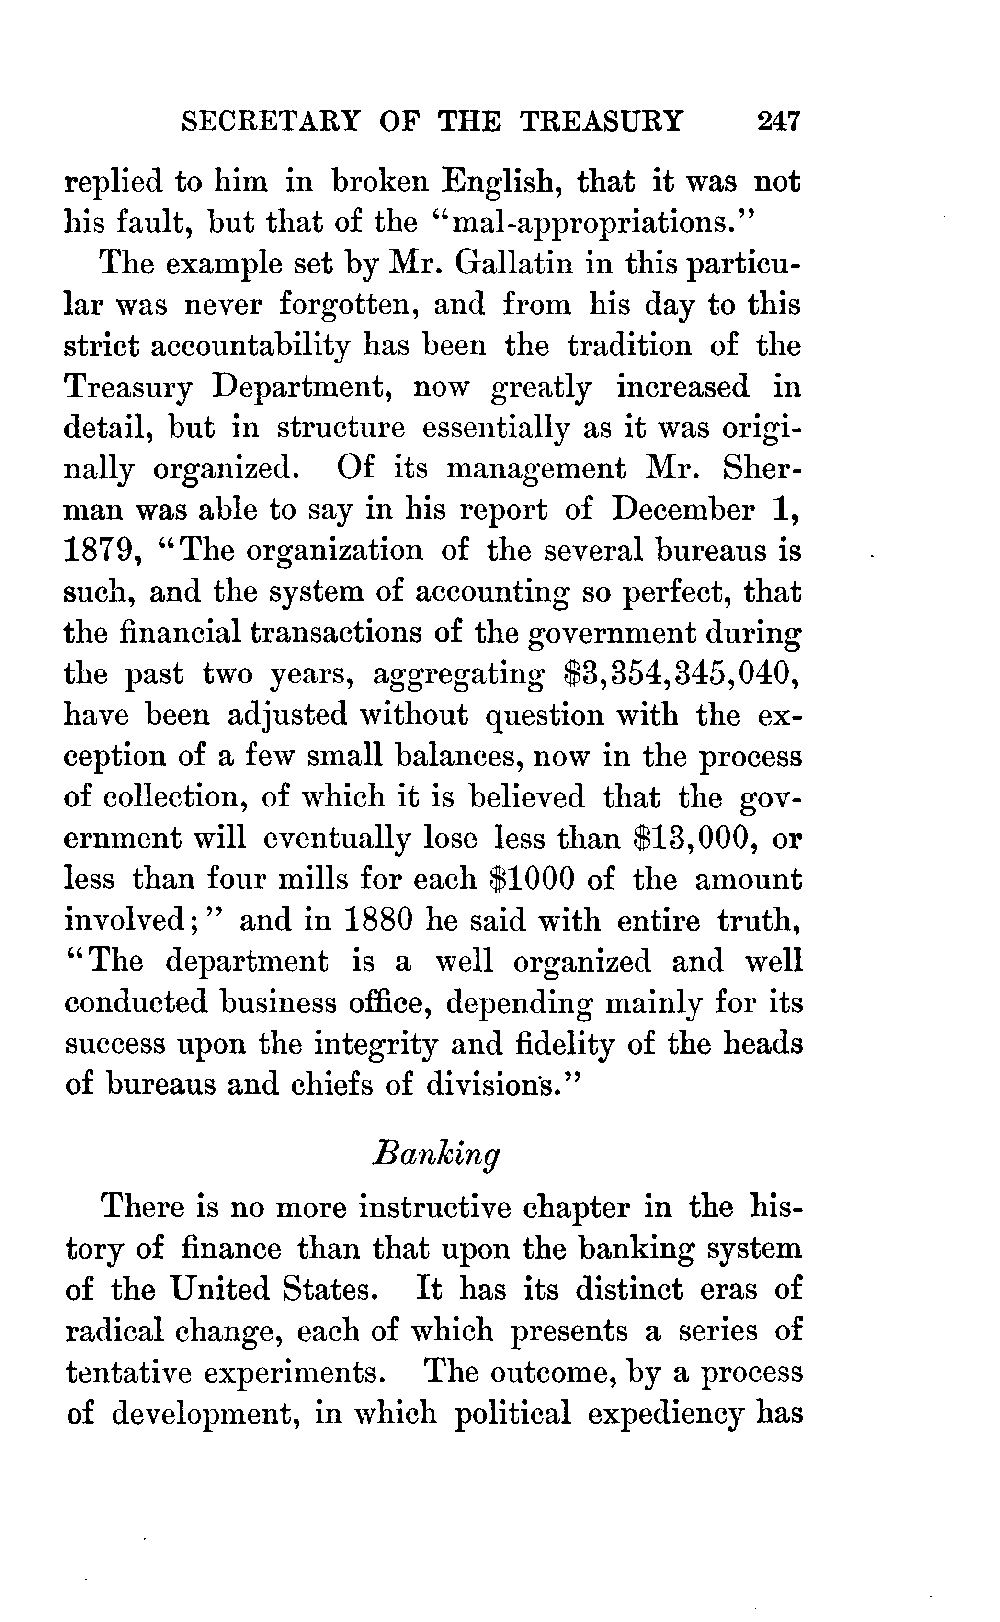 SECRETARY OF THE TREASURY 247
replied to him in broken English, that it was not
his fault, but that of the “mal-appropriations.”
The example set by Mr. Gallatin in this particu-
lar was never forgotten, and from his day to this
strict accountability has been the tradition of the
Treasury Department, now greatly increased in
detail, but in structure essentially as it was origi-
nally organized. Of its management Mr. Sher-
man was able to say in his report of December 1,
1879, “The organization of the several bureaus is
such, and the system of accounting so perfect, that
the financial transactions of the government during
the past two years, aggregating $3,354,345,040,
have been adjusted without question with the ex-
ception of a few small balances, now in the process
of collection, of which it is believed that the gov-
ernment will eventually lose less than $13,000, or
less than four mills for each $1000 of the amount
involved;” and in 1880 he said with entire truth,
“The department is a well organized and well
conducted business office, depending mainly for its
success upon the integrity and fidelity of the heads
of bureaus and chiefs of divisions.”
Banking
There is no more instructive chapter in the his-
tory of finance than that upon the banking system
of the United States. It has its distinct eras of
radical change, each of which presents a series of
tentative experiments. The outcome, by a process
of development, in which political expediency has